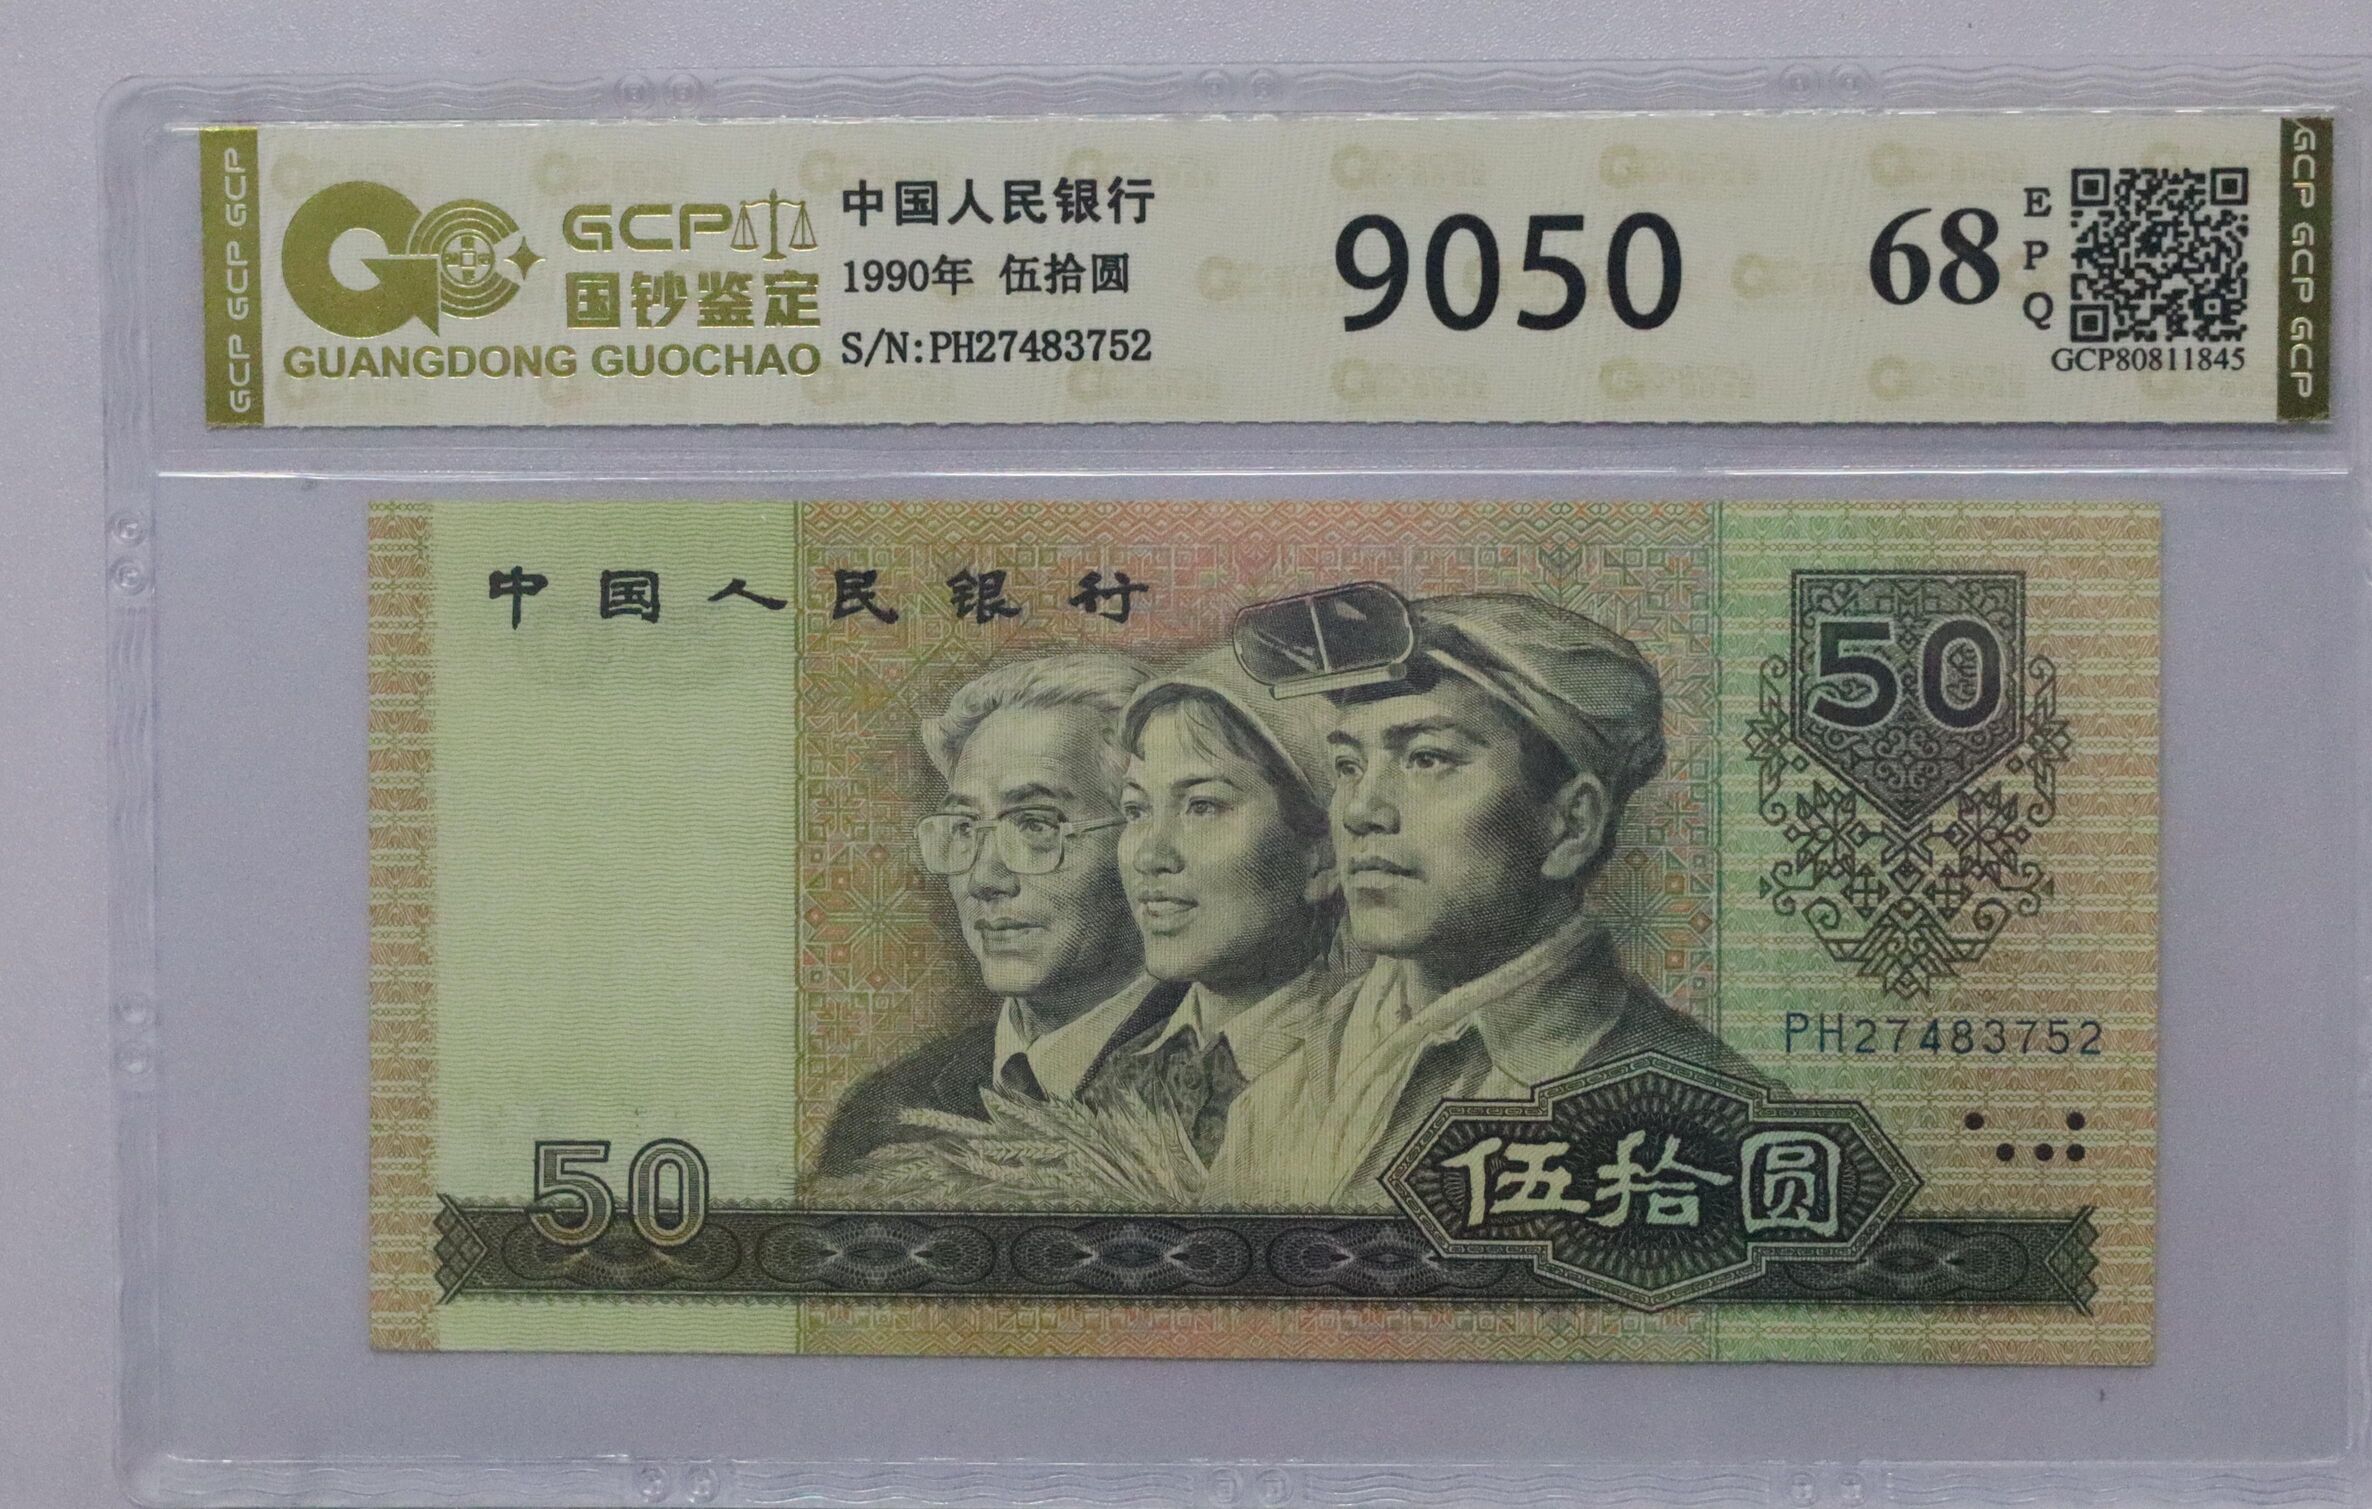 GCP GCP GCP
GCP
国钞鉴定
GUANGDONG GUOCHAO
中国人民银行
1990年 伍拾圆
S/N:PH27483752
9050
68
EPQ
GCP80811845
GCP GCP GCP
中国人民银行
50
PH27483752
50
伍拾圆